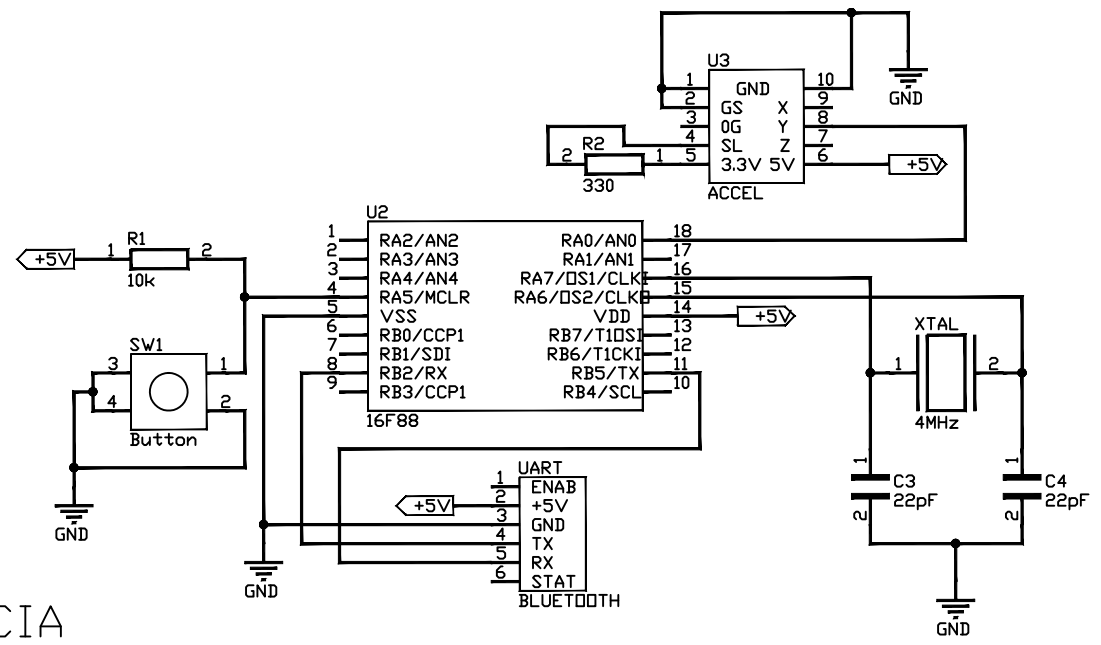 U3
1 GND 10
2 GS X 9
3 0G Y 8
4 SL Z 7
5 3.3V 5V 6
ACCEL
GND
+5V
2 R2 1
330
U2
1 RA2/AN2 RA0/AN0 18
2 RA3/AN3 RA1/AN1 17
3 RA4/AN4 RA7/OS1/CLKI 16
4 RA5/MCLR RA6/OS2/CLKO 15
5 VSS VDD 14
6 RB0/CCP1 RB7/T1OSI 13
7 RB1/SDI RB6/T1CKI 12
8 RB2/RX RB5/TX 11
9 RB3/CCP1 RB4/SCL 10
16F88
+5V
+5V 1 R1 2
10k
SW1
3 1
4 2
Button
GND
XTAL
1 2
4MHz
1 C3
22pF
2
1 C4
22pF
2
GND
UART
1 ENAB
+5V 2 +5V
3 GND
4 TX
5 RX
6 STAT
BLUETOOTH
GND
CIA